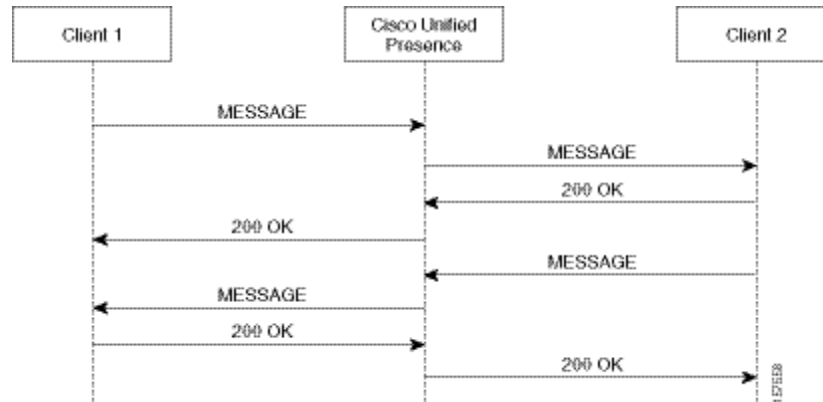 Client 1
Cisco Unified
Presence
Client 2
MESSAGE
MESSAGE
200 OK
200 OK
MESSAGE
MESSAGE
200 OK
200 OK